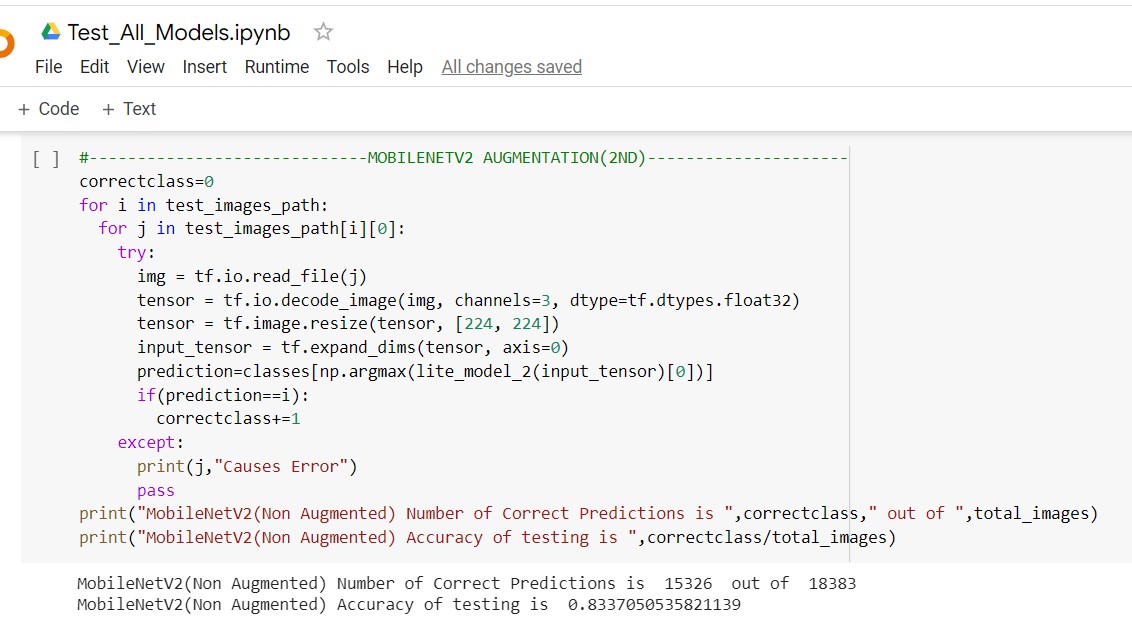 Test_All_Models.ipynb
File Edit View Insert Runtime Tools Help All changes saved
+ Code + Text
[ ] #-----------------------------MOBILENETV2 AUGMENTATION(2ND)---------------------
correctclass=0
for i in test_images_path:
  for j in test_images_path[i][0]:
    try:
      img = tf.io.read_file(j)
      tensor = tf.io.decode_image(img, channels=3, dtype=tf.dtypes.float32)
      tensor = tf.image.resize(tensor, [224, 224])
      input_tensor = tf.expand_dims(tensor, axis=0)
      prediction=classes[np.argmax(lite_model_2(input_tensor)[0])]
      if(prediction==i):
        correctclass+=1
    except:
      print(j,"Causes Error")
      pass
print("MobileNetV2(Non Augmented) Number of Correct Predictions is ",correctclass," out of ",total_images)
print("MobileNetV2(Non Augmented) Accuracy of testing is ",correctclass/total_images)
MobileNetV2(Non Augmented) Number of Correct Predictions is  15326  out of  18383
MobileNetV2(Non Augmented) Accuracy of testing is  0.8337050535821139